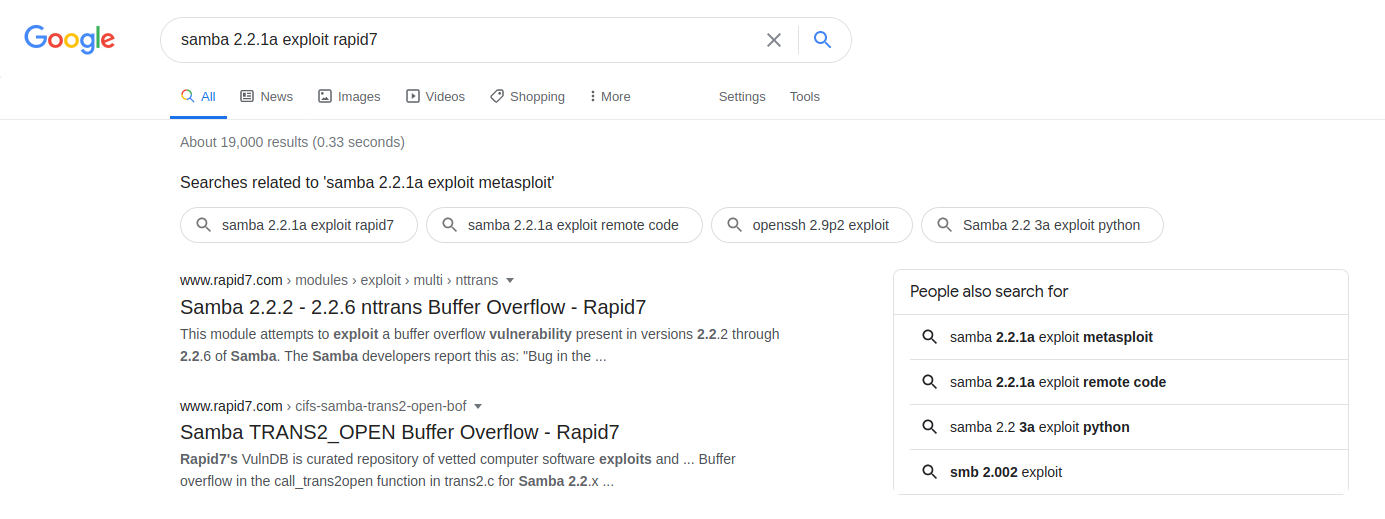 Google
samba 2.2.1a exploit rapid7
All News Images Videos Shopping More Settings Tools
About 19,000 results (0.33 seconds)
Searches related to 'samba 2.2.1a exploit metasploit'
samba 2.2.1a exploit rapid7 samba 2.2.1a exploit remote code openssh 2.9p2 exploit Samba 2.2 3a exploit python
www.rapid7.com › modules › exploit › multi › nttrans
Samba 2.2.2 - 2.2.6 nttrans Buffer Overflow - Rapid7
This module attempts to exploit a buffer overflow vulnerability present in versions 2.2.2 through
2.2.6 of Samba. The Samba developers report this as: "Bug in the ...
www.rapid7.com › cifs-samba-trans2-open-bof
Samba TRANS2_OPEN Buffer Overflow - Rapid7
Rapid7's VulnDB is curated repository of vetted computer software exploits and ... Buffer
overflow in the call_trans2open function in trans2.c for Samba 2.2.x ...
People also search for
samba 2.2.1a exploit metasploit
samba 2.2.1a exploit remote code
samba 2.2 3a exploit python
smb 2.002 exploit